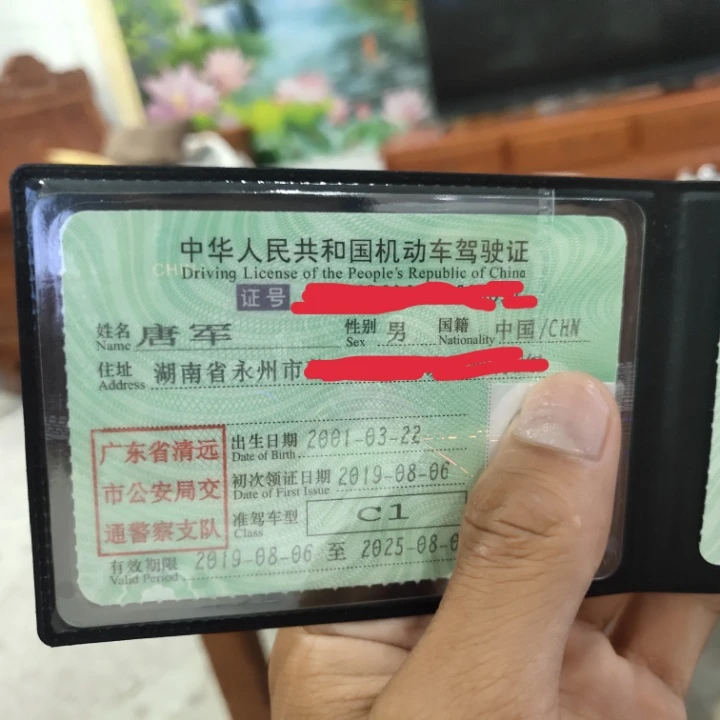 中华人民共和国机动车驾驶证
Driving License of the People's Republic of China
证号
姓名 唐军 性别 男 国籍 中国/CHN
Name Sex Nationality
住址 湖南省永州市
Address
广东省清远
市公安局交
通警察支队
出生日期 2001-03-22
Date of Birth
初次领证日期 2019-08-06
Date of First Issue
准驾车型 C1
Class
有效期限 2019-08-06 至 2025-08-0
Valid Period